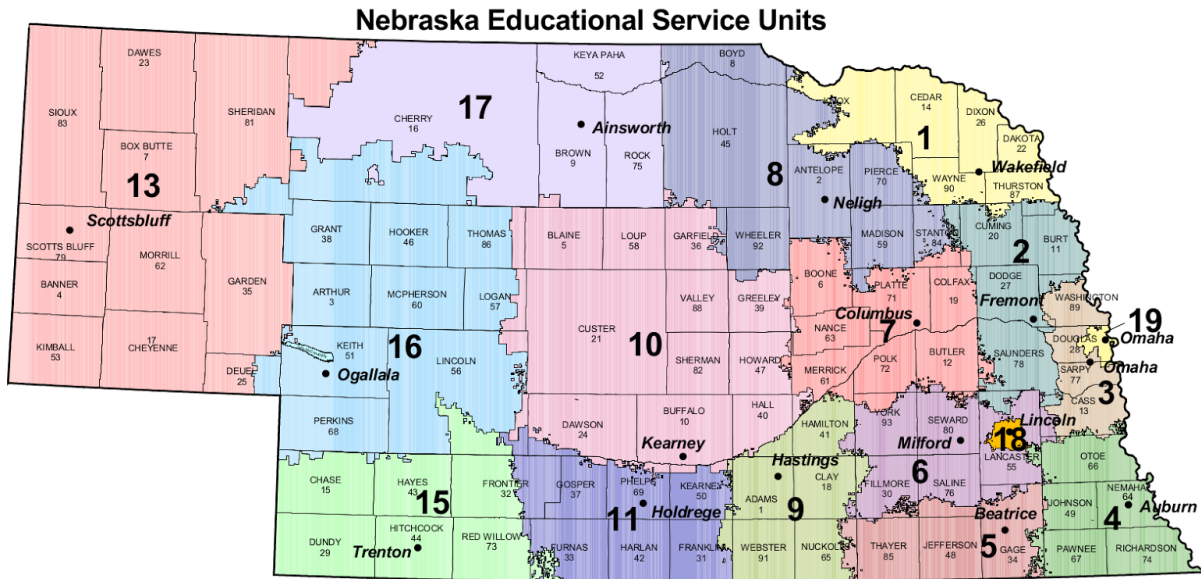 Nebraska Educational Service Units
DAWES
23
SIOUX
83
SHERIDAN
81
BOX BUTTE
7
13
Scottsbluff
SCOTTS BLUFF
79
MORRILL
62
BANNER
4
GARDEN
35
KIMBALL
53
17
CHEYENNE
DEUEL
25
CHERRY
16
17
KEYA PAHA
52
Ainsworth
BROWN
9
ROCK
75
BOYD
8
HOLT
45
8
ANTELOPE
2
PIERCE
70
Neligh
WHEELER
92
MADISON
59
STANTON
84
CEDAR
14
DIXON
26
DAKOTA
22
1
Wakefield
WAYNE
90
THURSTON
87
GRANT
38
HOOKER
46
THOMAS
86
ARTHUR
3
MCPHERSON
60
LOGAN
57
KEITH
51
16
LINCOLN
56
Ogallala
PERKINS
68
BLAINE
5
LOUP
58
GARFIELD
36
VALLEY
88
GREELEY
39
CUSTER
21
10
SHERMAN
82
HOWARD
47
DAWSON
24
BUFFALO
10
HALL
40
Kearney
BOONE
6
PLATTE
71
COLFAX
19
Columbus
NANCE
63
7
MERRICK
61
POLK
72
BUTLER
12
CUMING
20
2
BURT
11
DODGE
27
Fremont
SAUNDERS
78
WASHINGTON
89
19
DOUGLAS
28
Omaha
SARPY
77
Omaha
3
CASS
13
HAMILTON
41
Hastings
CLAY
18
ADAMS
1
9
WEBSTER
91
NUCKOLLS
65
YORK
93
SEWARD
80
Milford
Lincoln
18
LANCASTER
55
6
FILLMORE
30
SALINE
76
OTOE
66
NEMAHA
64
JOHNSON
49
4
Auburn
PAWNEE
67
RICHARDSON
74
THAYER
85
JEFFERSON
48
5
Beatrice
GAGE
34
CHASE
15
HAYES
43
15
FRONTIER
32
DUNDY
29
HITCHCOCK
44
Trenton
RED WILLOW
73
GOSPER
37
PHELPS
69
KEARNEY
50
11
Holdrege
FURNAS
33
HARLAN
42
FRANKLIN
31